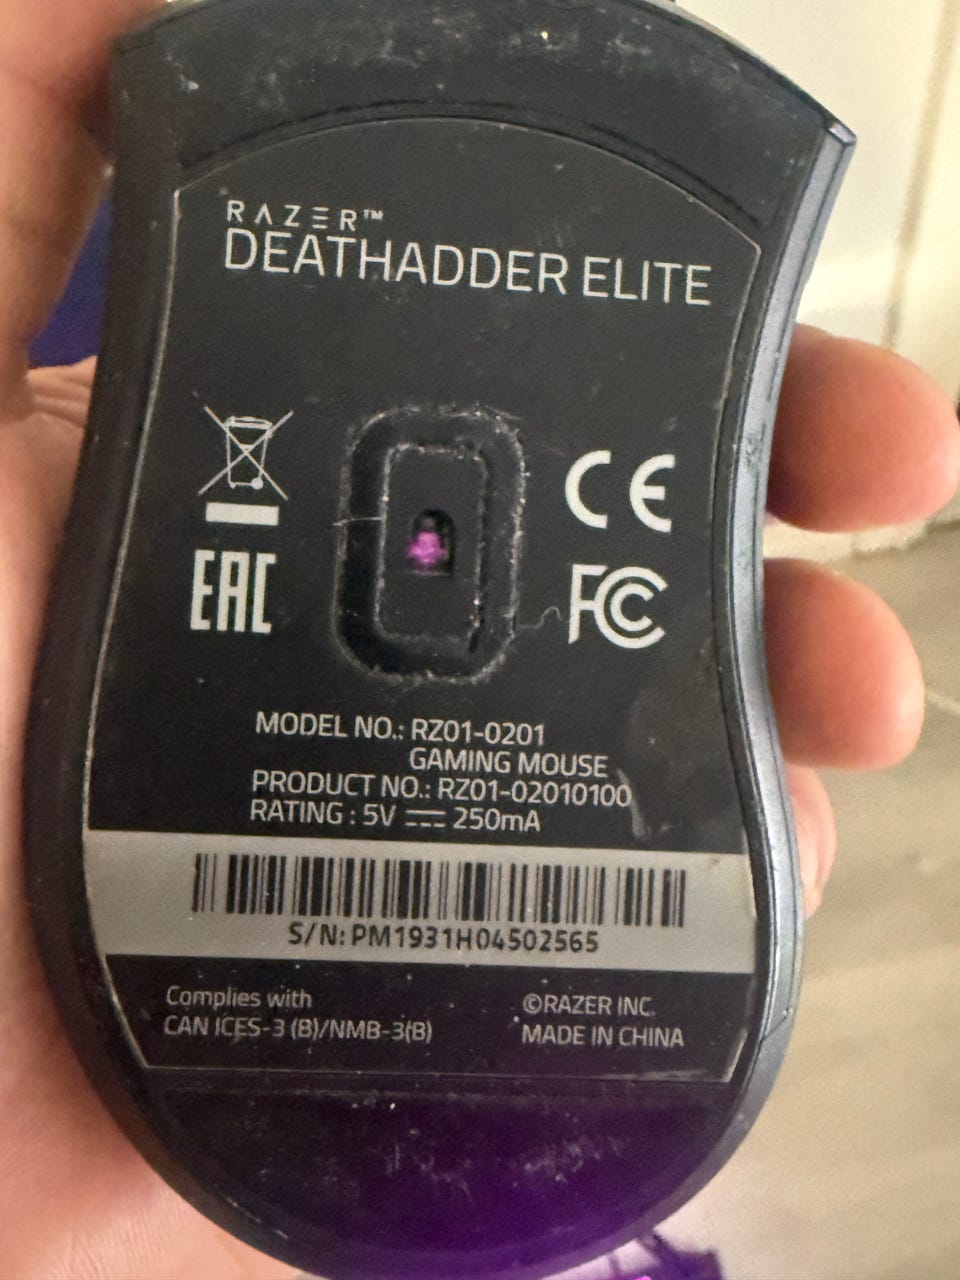 RAZER™
DEATHADDER ELITE
CE
EAC
FC
MODEL NO.: RZ01-0201
GAMING MOUSE
PRODUCT NO.: RZ01-02010100
RATING : 5V ⎓ 250mA
S/N: PM1931H04502565
Complies with
CAN ICES-3 (B)/NMB-3(B)
©RAZER INC.
MADE IN CHINA